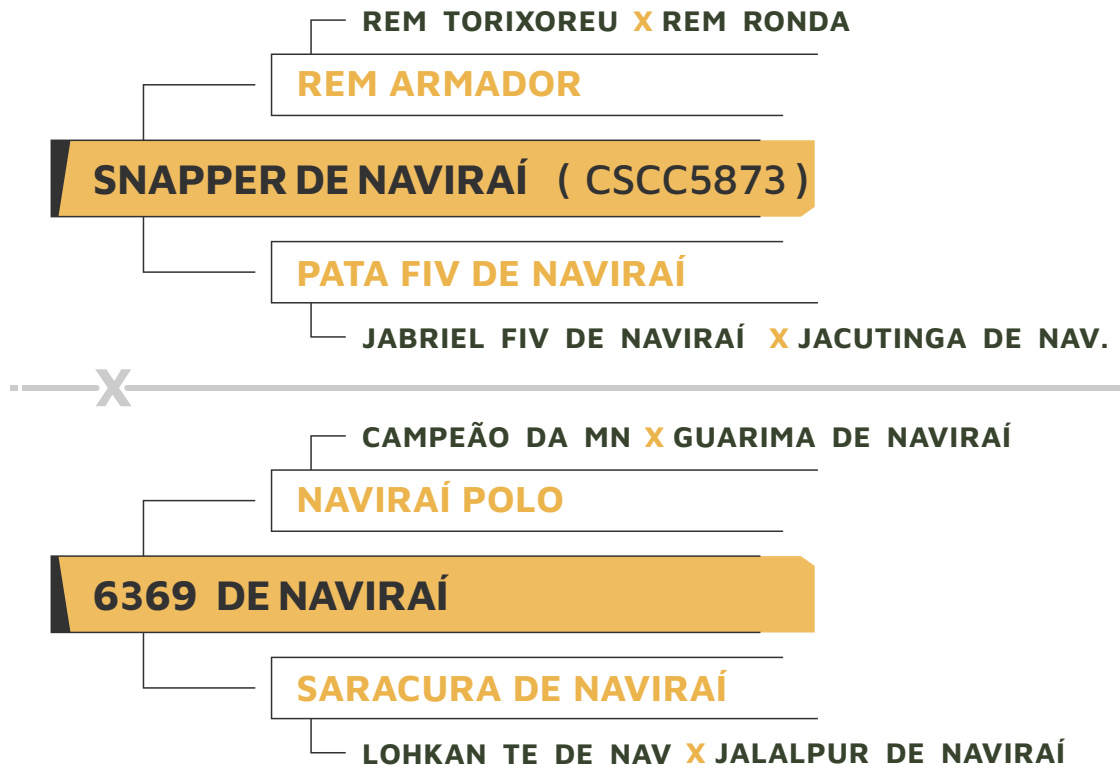 REM TORIXOREU X REM RONDA
REM ARMADOR
SNAPPER DE NAVIRAÍ ( CSCC5873 )
PATA FIV DE NAVIRAÍ
JABRIEL FIV DE NAVIRAÍ X JACUTINGA DE NAV.
X
CAMPEÃO DA MN X GUARIMA DE NAVIRAÍ
NAVIRAÍ POLO
6369 DE NAVIRAÍ
SARACURA DE NAVIRAÍ
LOHKAN TE DE NAV X JALALPUR DE NAVIRAÍ